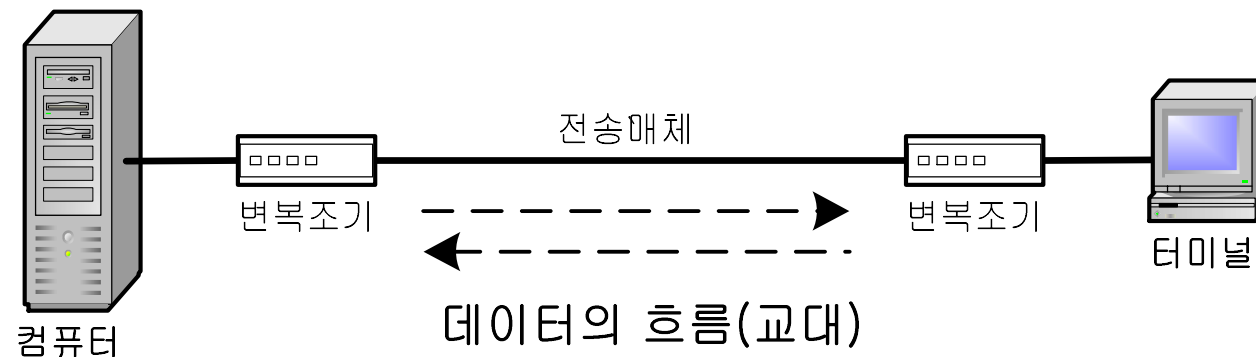 전송매체
변복조기
변복조기
터미널
데이터의 흐름(교대)
컴퓨터